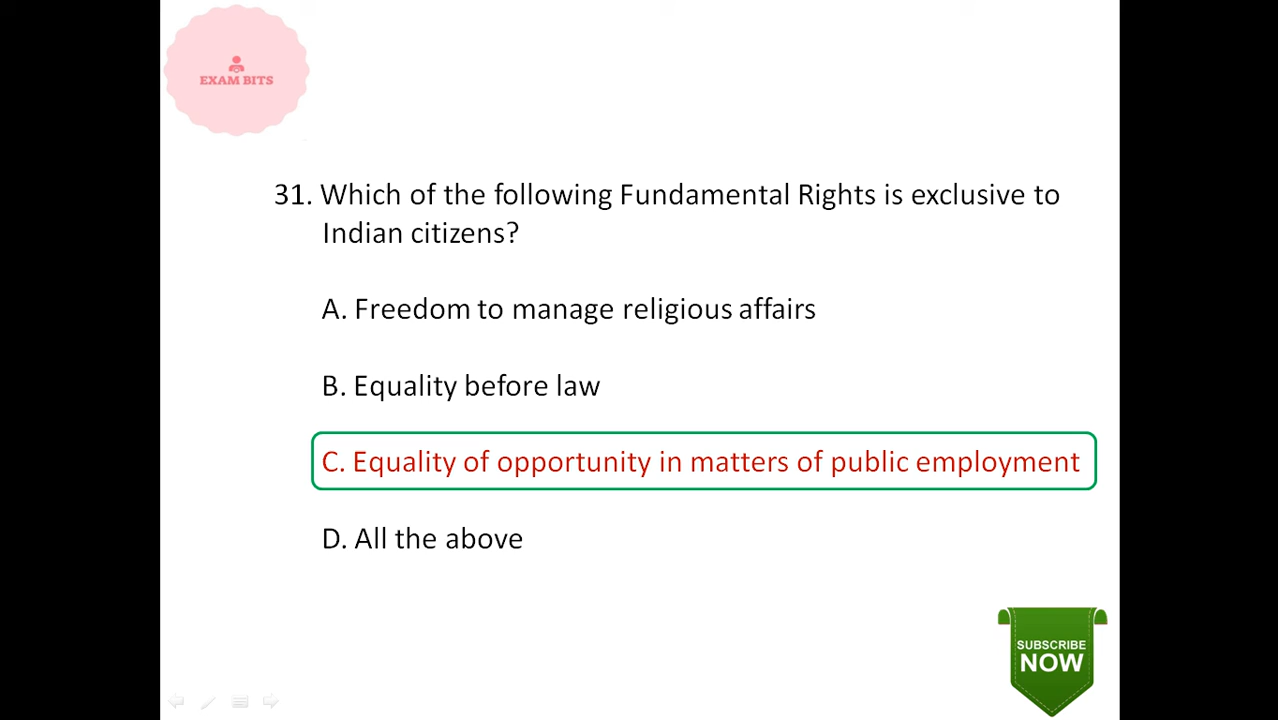 EXAM BITS
31. Which of the following Fundamental Rights is exclusive to
Indian citizens?
A. Freedom to manage religious affairs
B. Equality before law
C. Equality of opportunity in matters of public employment
D. All the above
SUBSCRIBE
NOW